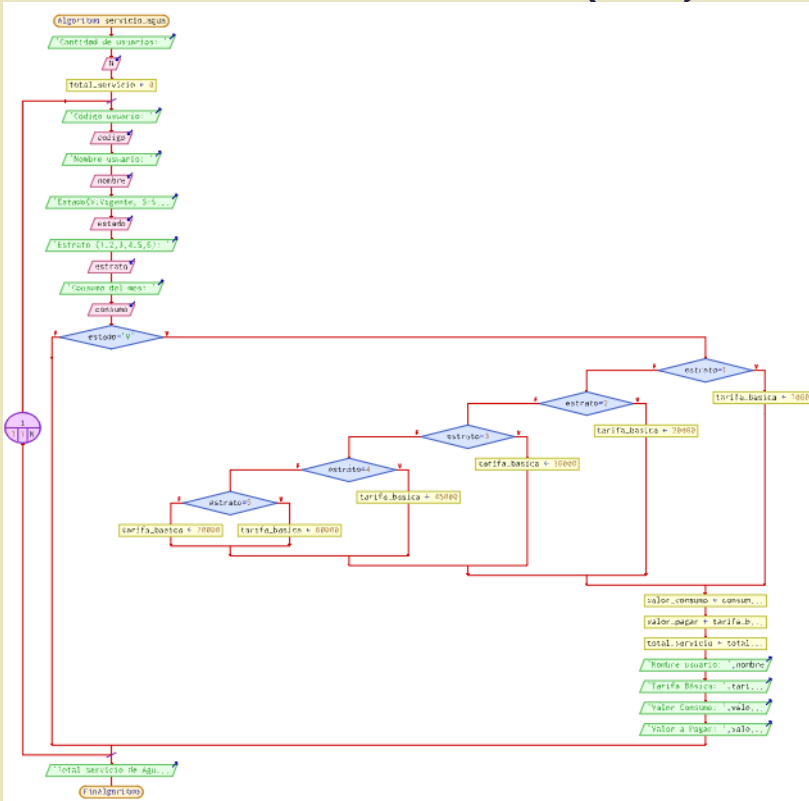 Algoritmo servicio_agua
'Cantidad de usuarios: '
N
total_servicio ← 0
'Codigo usuario: '
codigo
'Nombre usuario: '
nombre
'Estado(V:Vigente, S:S...
estado
'Estrato (1,2,3,4,5,6): '
estrato
'Consumo del mes: '
consumo
F
estado='V'
V
F
estrato=1
V
tarifa_basica ←
F
estrato=2
V
tarifa_basica ←
F
estrato=3
V
tarifa_basica ← 30000
F
estrato=4
V
tarifa_basica ← 45000
F
estrato=5
V
tarifa_basica ← 70000
tarifa_basica ← 60000
1
1 1 N
valor_consumo ← consum...
valor_pagar ← tarifa_b...
total_servicio ← total...
'Nombre usuario: ',nombre
'Tarifa Básica: ',tari...
'Valor Consumo: ',valo...
'Valor a Pagar: ',valo...
'Total servicio de Agu...
FinAlgoritmo